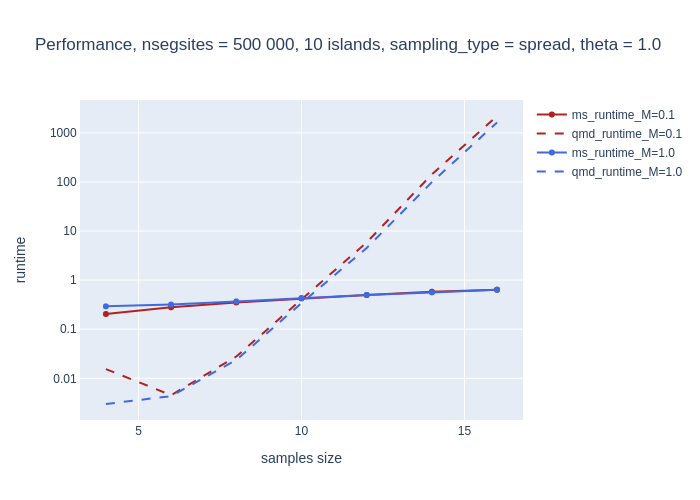 Performance, nsegsites = 500 000, 10 islands, sampling_type = spread, theta = 1.0
ms_runtime_M=0.1
qmd_runtime_M=0.1
ms_runtime_M=1.0
qmd_runtime_M=1.0
1000
100
10
1
0.1
0.01
runtime
5
10
15
samples size